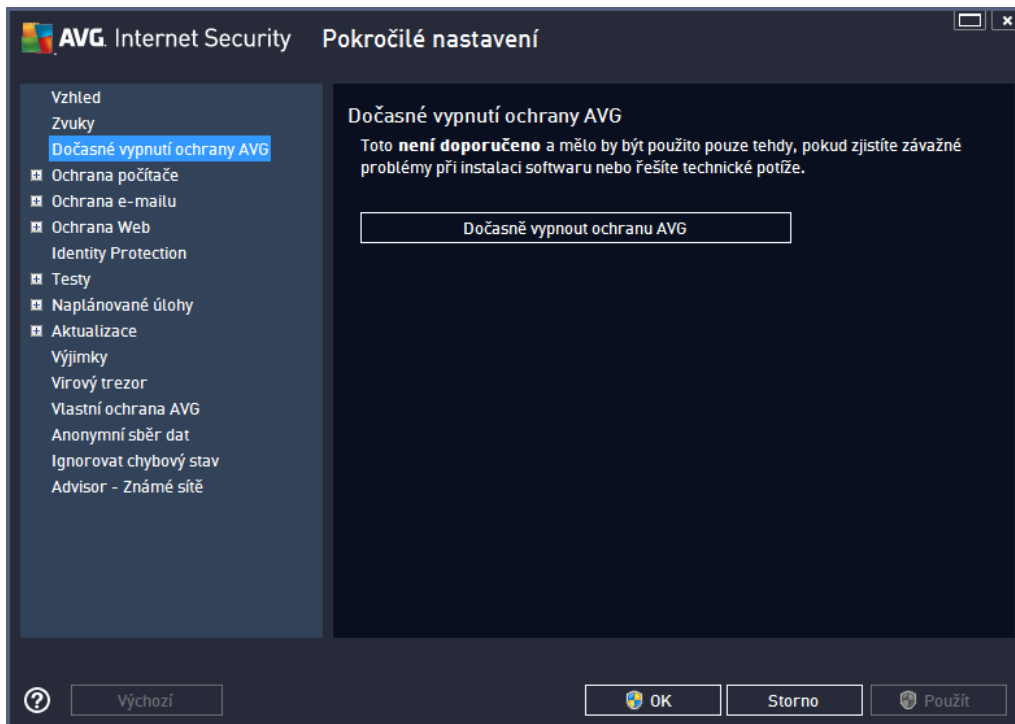 AVG. Internet Security Pokročilé nastavení
Vzhled
Zvuky
Dočasné vypnutí ochrany AVG
Ochrana počítače
Ochrana e-mailu
Ochrana Web
Identity Protection
Testy
Naplánované úlohy
Aktualizace
Výjimky
Virový trezor
Vlastní ochrana AVG
Anonymní sběr dat
Ignorovat chybový stav
Advisor - Známé sítě
Dočasné vypnutí ochrany AVG
Toto není doporučeno a mělo by být použito pouze tehdy, pokud zjistíte závažné
problémy při instalaci softwaru nebo řešíte technické potíže.
Dočasně vypnout ochranu AVG
Výchozí
OK
Storno
Použít